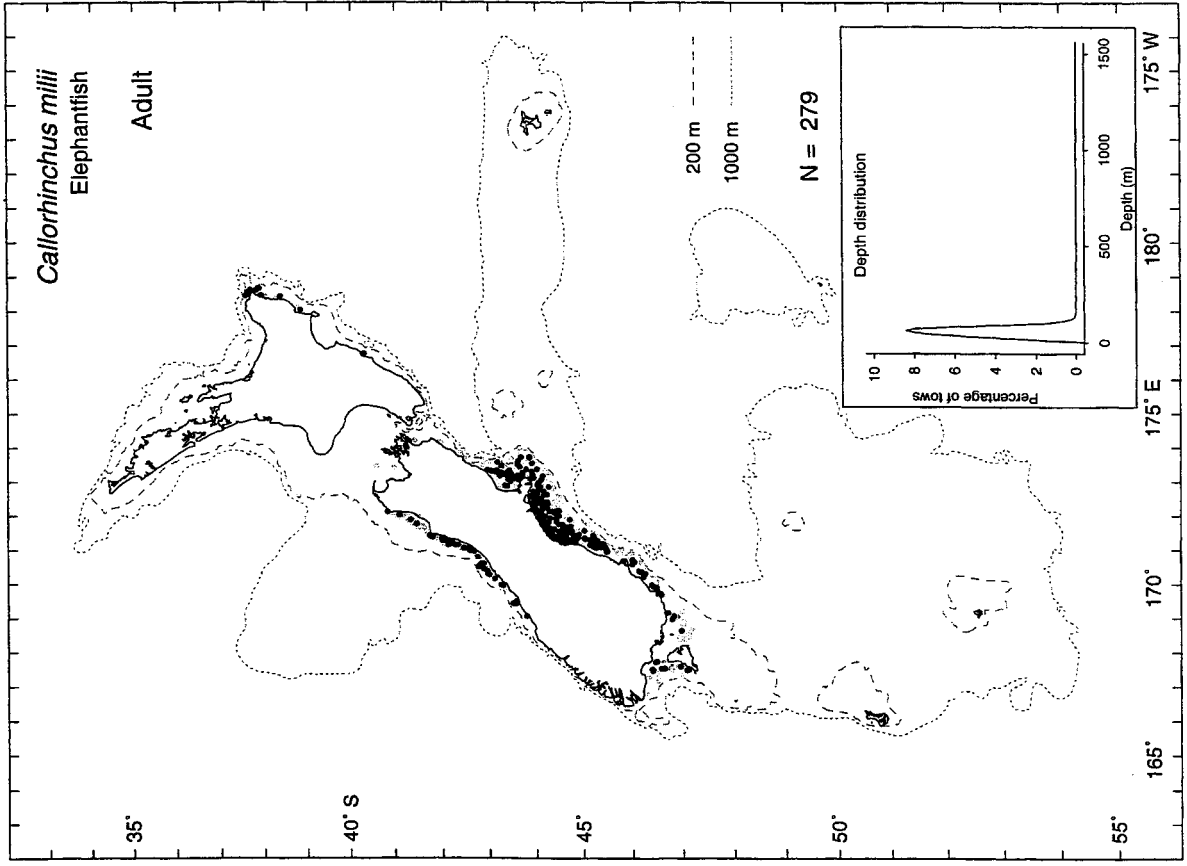 Callorhinchus milii
Elephantfish
Adult
35°
40° S
45°
50°
55°
165°
170°
175° E
180°
175° W
200 m
1000 m
N = 279
Depth distribution
Percentage of tows
10
8
6
4
2
0
0
500
1000
1500
Depth (m)